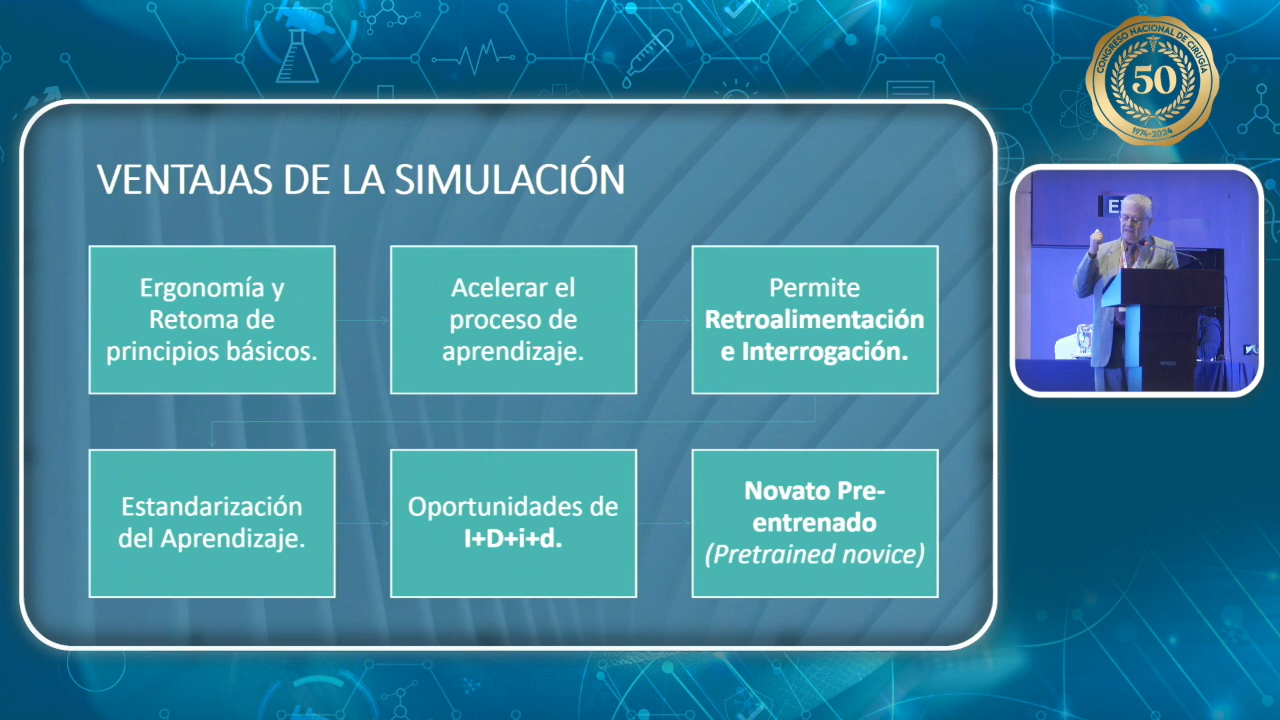 VENTAJAS DE LA SIMULACIÓN
Ergonomía y
Retoma de
principios básicos.
Acelerar el
proceso de
aprendizaje.
Permite
Retroalimentación
e Interrogación.
Estandarización
del Aprendizaje.
Oportunidades de
I+D+i+d.
Novato Pre-
entrenado
(Pretrained novice)
CONGRESO NACIONAL DE CIRUGÍA
50
1974-2024